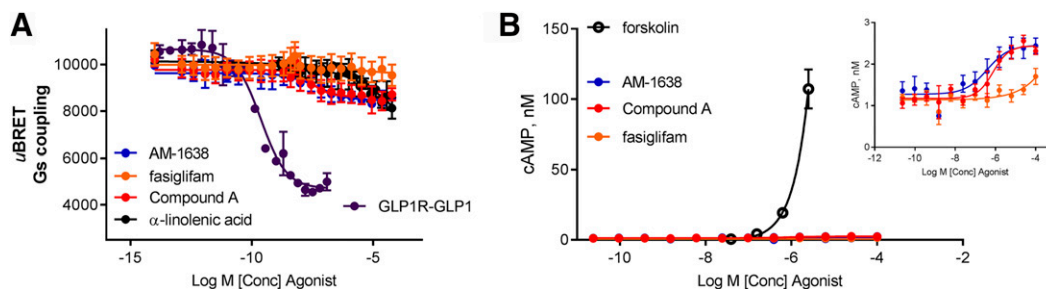 A
uBRET
Gs coupling
10000
8000
6000
4000
AM-1638
fasiglifam
Compound A
α-linolenic acid
GLP1R-GLP1
-15
-10
-5
Log M [Conc] Agonist
B
cAMP, nM
150
100
50
0
forskolin
AM-1638
Compound A
fasiglifam
-10
-8
-6
-4
-2
Log M [Conc] Agonist
cAMP, nM
3
2
1
0
-12
-10
-8
-6
-4
Log M [Conc] Agonist